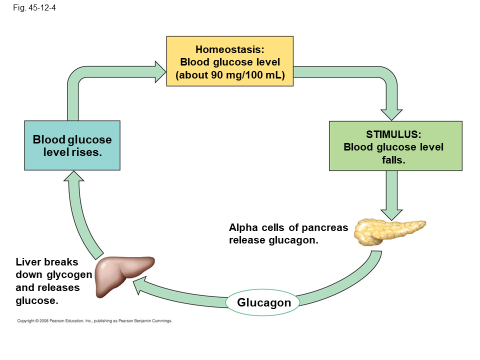 Fig. 45-12-4
Homeostasis:
Blood glucose level
(about 90 mg/100 mL)
Blood glucose
level rises.
STIMULUS:
Blood glucose level
falls.
Alpha cells of pancreas
release glucagon.
Liver breaks
down glycogen
and releases
glucose.
Glucagon
Copyright © 2008 Pearson Education, Inc., publishing as Pearson Benjamin Cummings.